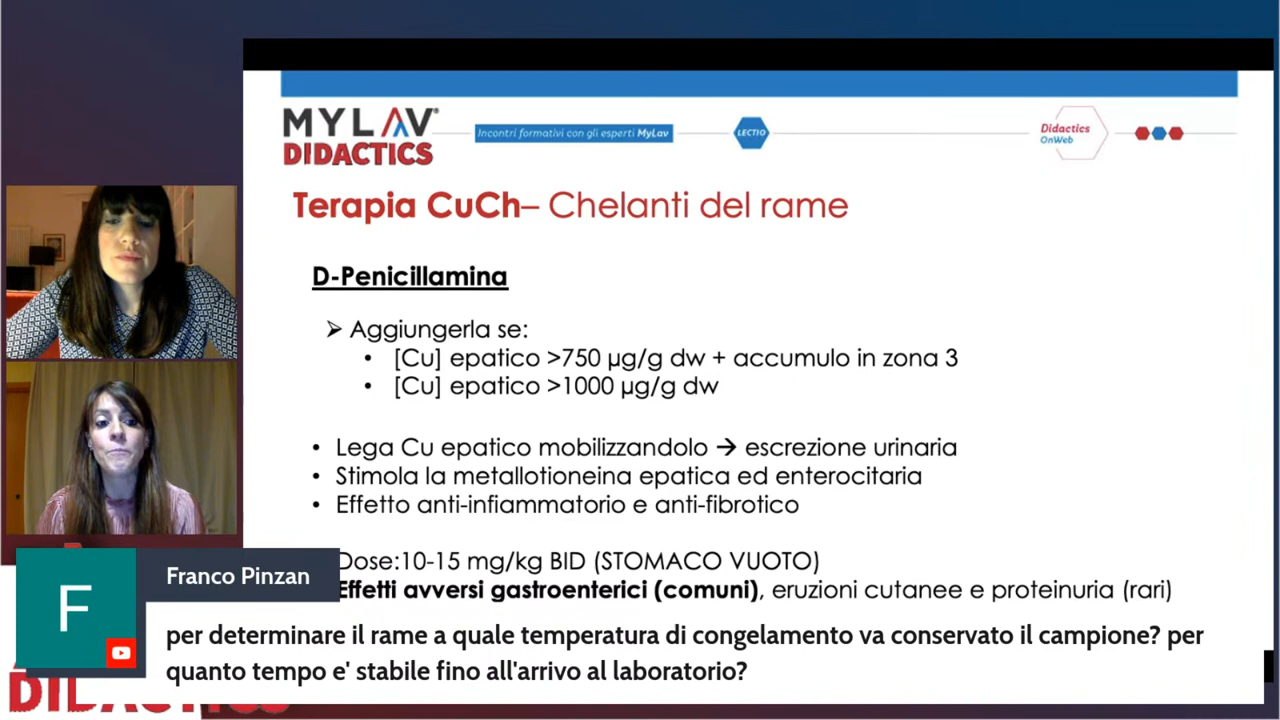 MYLAV®
DIDACTICS
Incontri formativi con gli esperti MyLav
LECTIO
Didactics
OnWeb
Terapia CuCh– Chelanti del rame
D-Penicillamina
➢ Aggiungerla se:
• [Cu] epatico >750 µg/g dw + accumulo in zona 3
• [Cu] epatico >1000 µg/g dw
• Lega Cu epatico mobilizzandolo → escrezione urinaria
• Stimola la metallotioneina epatica ed enterocitaria
• Effetto anti-infiammatorio e anti-fibrotico
Dose:10-15 mg/kg BID (STOMACO VUOTO)
Effetti avversi gastroenterici (comuni), eruzioni cutanee e proteinuria (rari)
F
Franco Pinzan
per determinare il rame a quale temperatura di congelamento va conservato il campione? per
quanto tempo e' stabile fino all'arrivo al laboratorio?